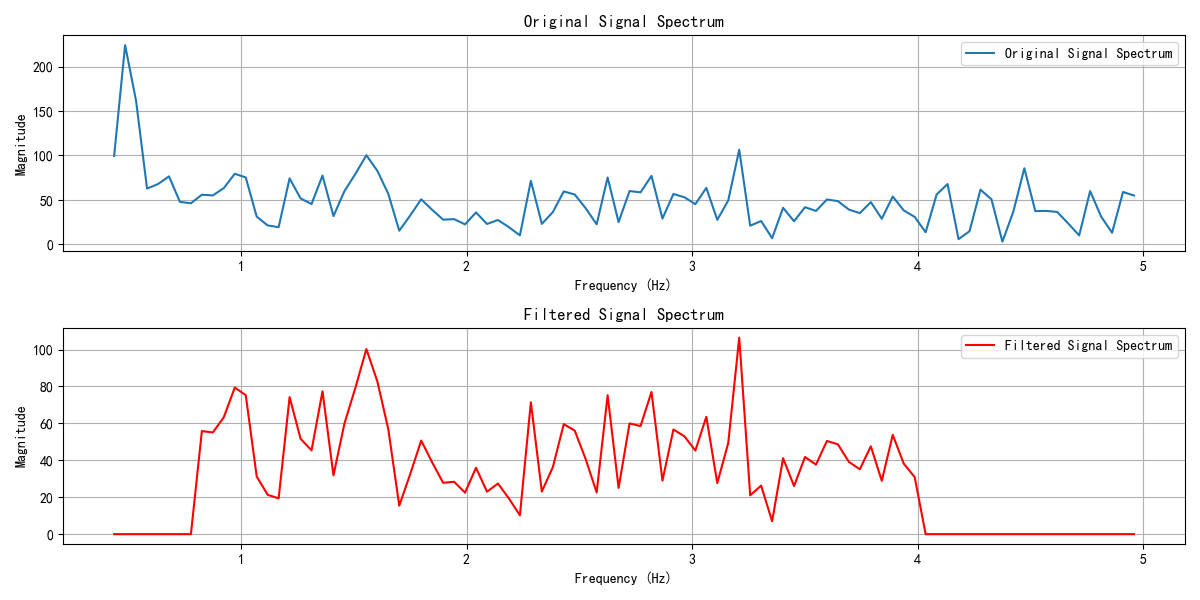 Original Signal Spectrum
Original Signal Spectrum
Magnitude
200
150
100
50
0
1 2 3 4 5
Frequency (Hz)
Filtered Signal Spectrum
Filtered Signal Spectrum
Magnitude
100
80
60
40
20
0
1 2 3 4 5
Frequency (Hz)